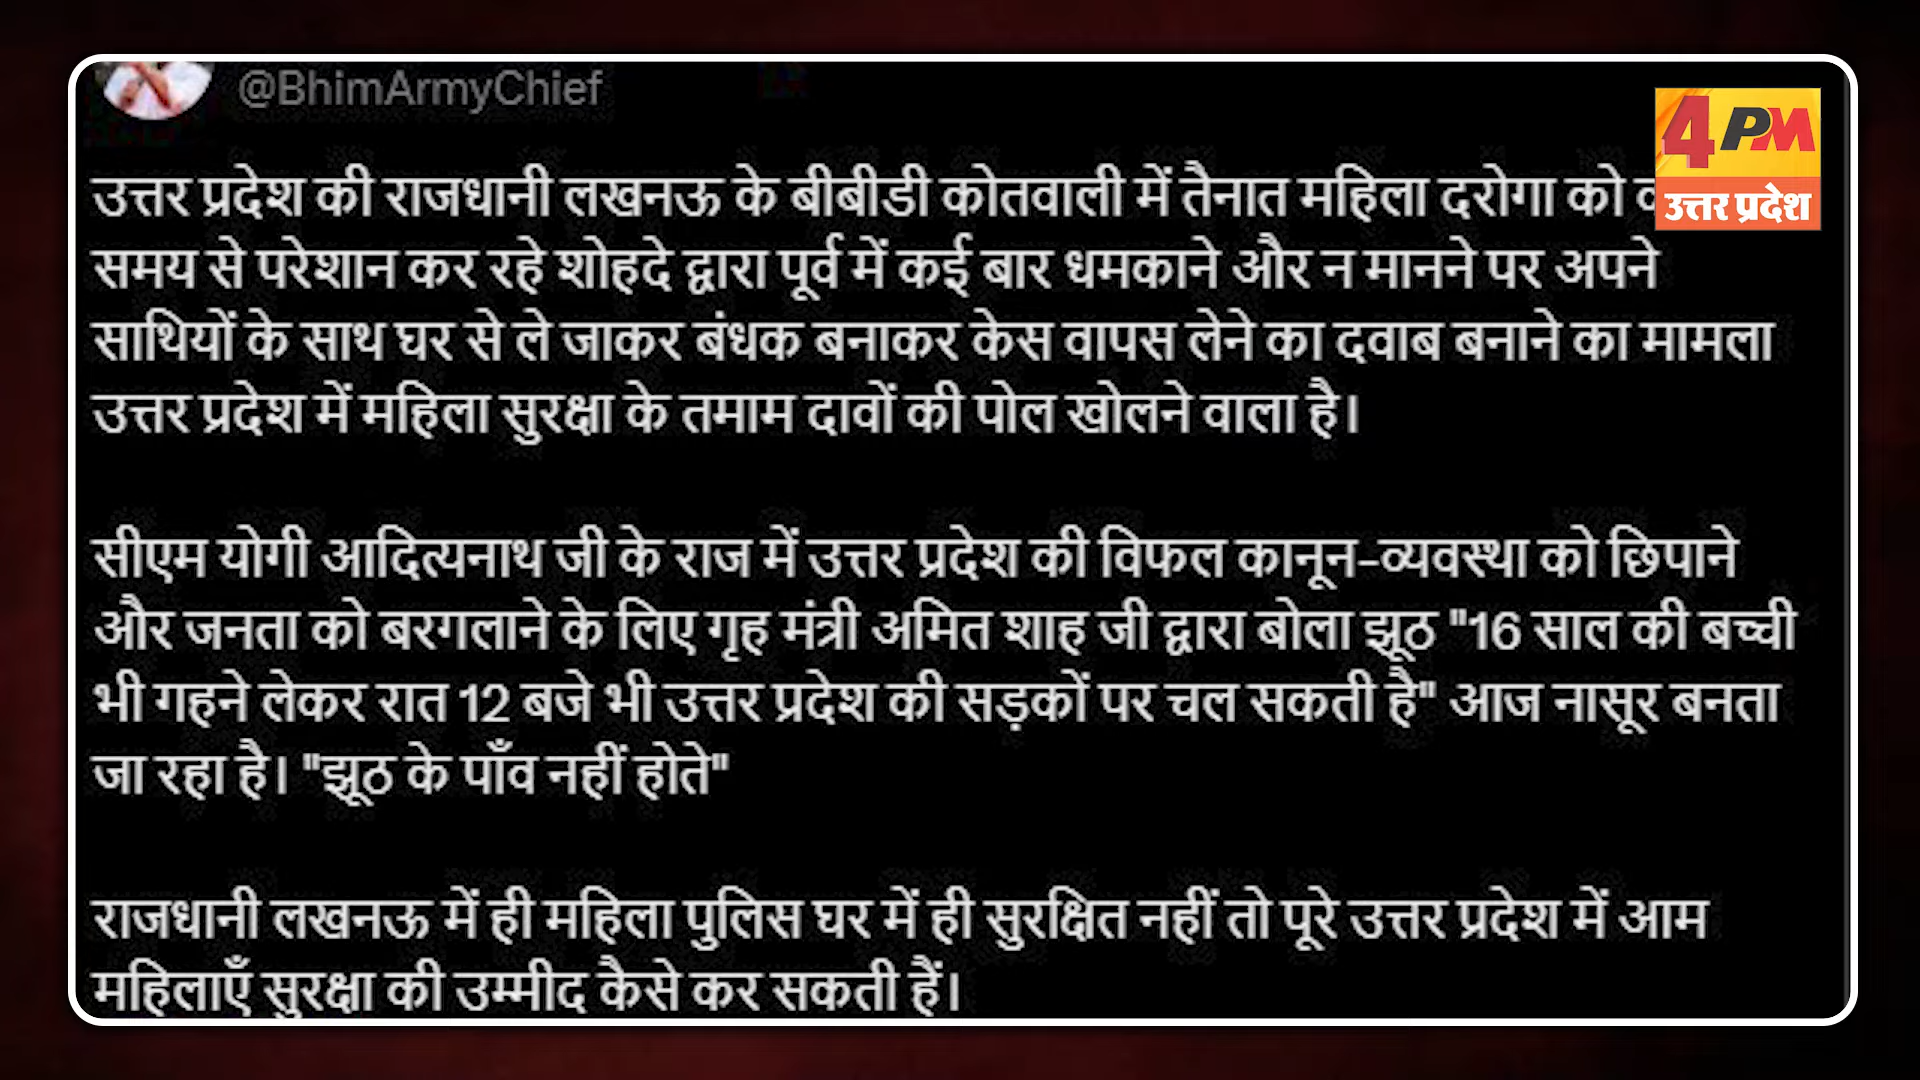 @BhimArmyChief
4PM
उत्तर प्रदेश
उत्तर प्रदेश की राजधानी लखनऊ के बीबीडी कोतवाली में तैनात महिला दरोगा को
समय से परेशान कर रहे शोहदे द्वारा पूर्व में कई बार धमकाने और न मानने पर अपने
साथियों के साथ घर से ले जाकर बंधक बनाकर केस वापस लेने का दवाब बनाने का मामला
उत्तर प्रदेश में महिला सुरक्षा के तमाम दावों की पोल खोलने वाला है।
सीएम योगी आदित्यनाथ जी के राज में उत्तर प्रदेश की विफल कानून-व्यवस्था को छिपाने
और जनता को बरगलाने के लिए गृह मंत्री अमित शाह जी द्वारा बोला झूठ "16 साल की बच्ची
भी गहने लेकर रात 12 बजे भी उत्तर प्रदेश की सड़कों पर चल सकती है" आज नासूर बनता
जा रहा है। "झूठ के पाँव नहीं होते"
राजधानी लखनऊ में ही महिला पुलिस घर में ही सुरक्षित नहीं तो पूरे उत्तर प्रदेश में आम
महिलाएँ सुरक्षा की उम्मीद कैसे कर सकती हैं।